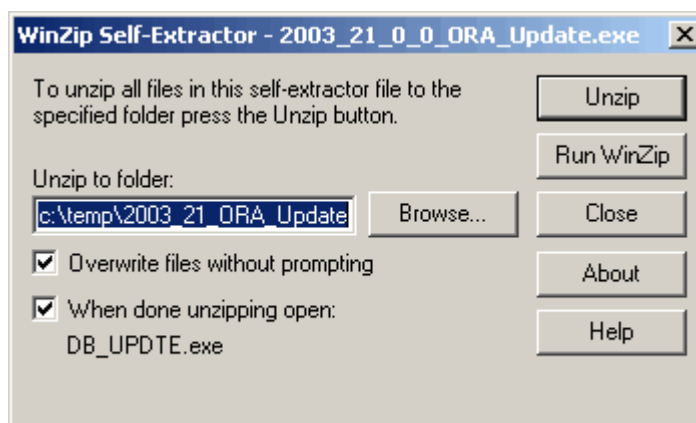 WinZip Self-Extractor - 2003_21_0_0_ORA_Update.exe
To unzip all files in this self-extractor file to the
specified folder press the Unzip button.
Unzip to folder:
c:\temp\2003_21_ORA_Update
Browse...
Overwrite files without prompting
When done unzipping open:
DB_UPDTE.exe
Unzip
Run WinZip
Close
About
Help